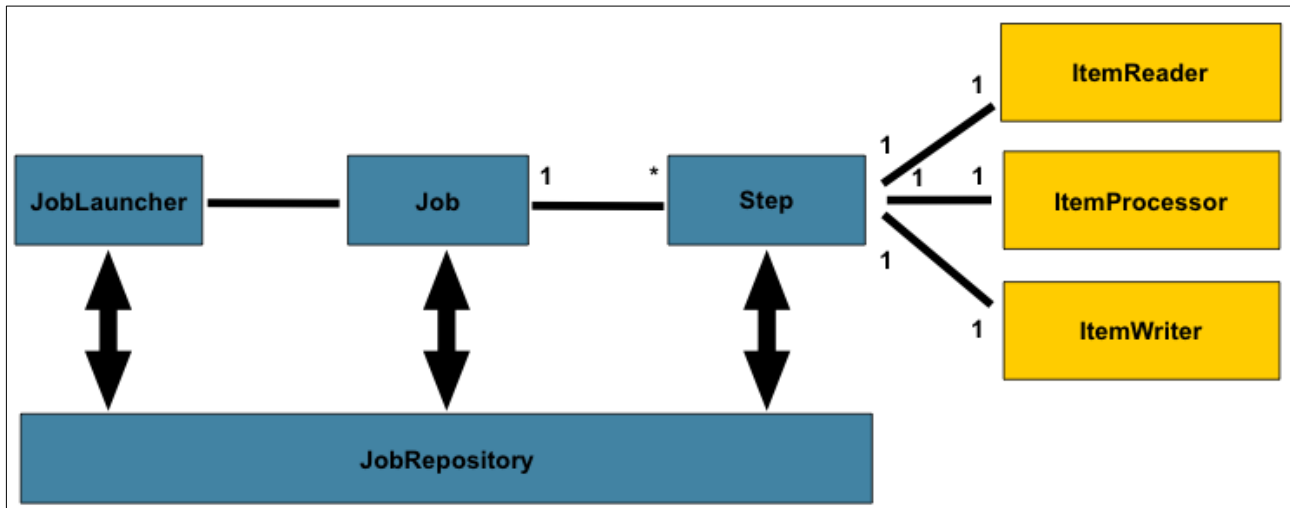 ItemReader
1
1
JobLauncher
Job
1
*
Step
1
1
ItemProcessor
1
1
ItemWriter
JobRepository